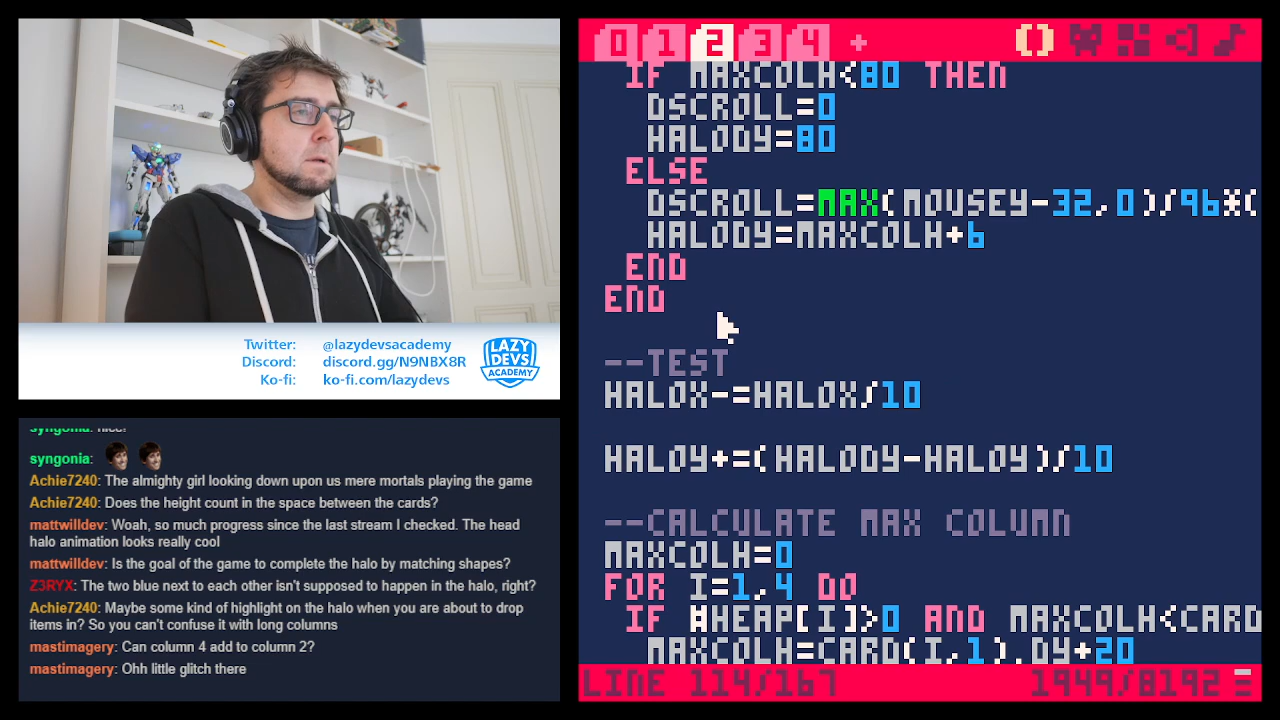 Twitter: @lazydevsacademy
Discord: discord.gg/N9NBX8R
Ko-fi: ko-fi.com/lazydevs
LAZY DEVS ACADEMY
syngonia: nice!
syngonia:
Achie7240: The almighty girl looking down upon us mere mortals playing the game
Achie7240: Does the height count in the space between the cards?
mattwilldev: Woah, so much progress since the last stream I checked. The head
halo animation looks really cool
mattwilldev: Is the goal of the game to complete the halo by matching shapes?
Z3RYX: The two blue next to each other isn't supposed to happen in the halo, right?
Achie7240: Maybe some kind of highlight on the halo when you are about to drop
items in? So you can't confuse it with long columns
mastimagery: Can column 4 add to column 2?
mastimagery: Ohh little glitch there
0 1 2 3 4 +
IF MAXCOLH<80 THEN
DSCROLL=0
HALODY=80
ELSE
DSCROLL=MAX(MOUSEY-32,0)/96*(
HALODY=MAXCOLH+6
END
END
--TEST
HALOX-=HALOX/10
HALOY+=(HALODY-HALOY)/10
--CALCULATE MAX COLUMN
MAXCOLH=0
FOR I=1,4 DO
IF #HEAP[I]>0 AND MAXCOLH<CARD
MAXCOLH=CARD(I,1).DY+20
LINE 114/167 1949/8192